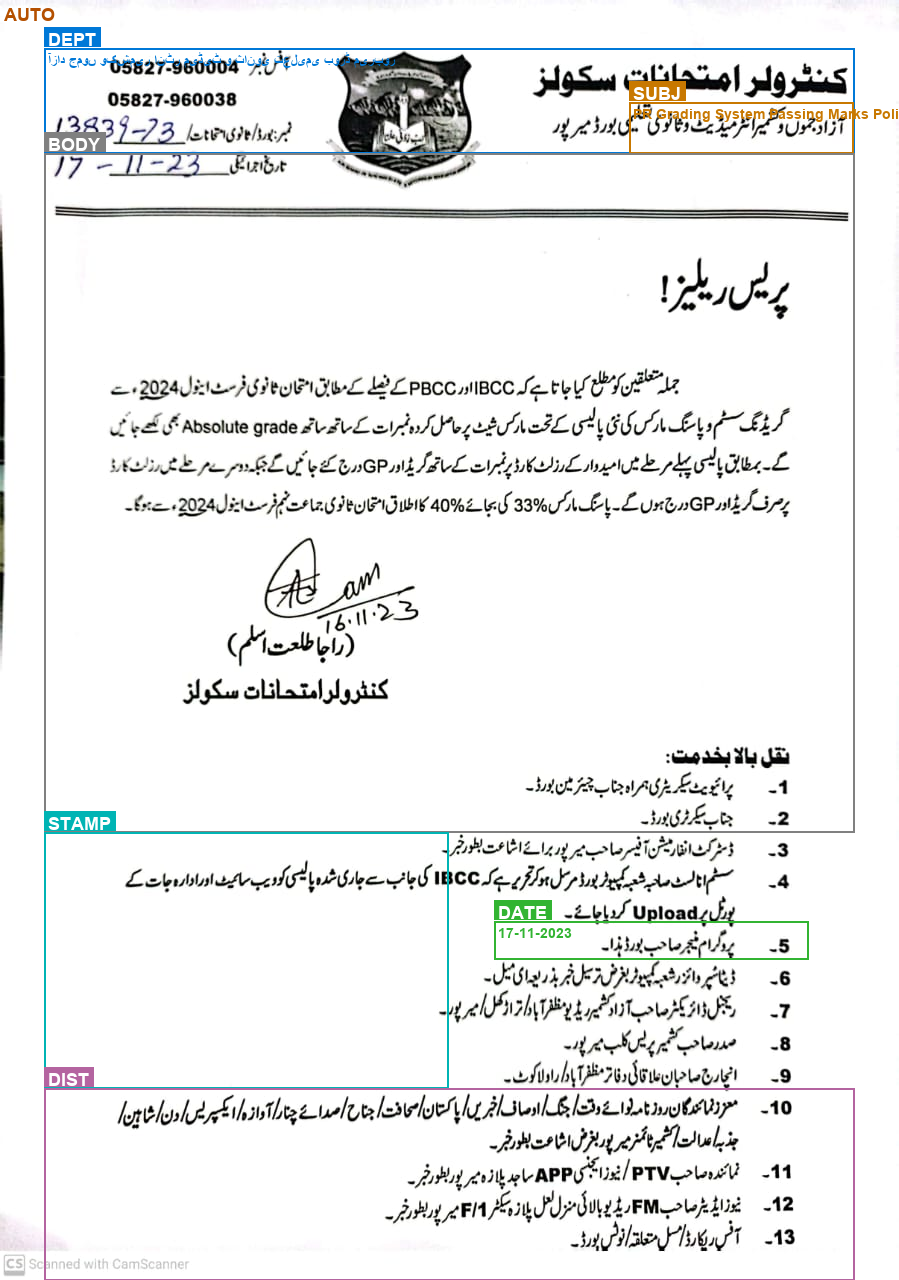 AUTO
DEPT
آزاد جموں وکشمیر انٹرمیڈیٹ و ثانوی تعلیمی بورڈ میرپور
کنٹرولر امتحانات سکولز
آفس نمبر 05827-960004
05827-960038
SUBJ
PR Grading System Passing Marks Poli
آزاد جموں و کشمیر انٹرمیڈیٹ و ثانوی تعلیمی بورڈ میرپور
نمبر: بورڈ/ثانوی امتحانات/ 13839-73
BODY
تاریخ اجرائیگی 17-11-23
پریس ریلیز!
جملہ متعلقین کو مطلع کیا جاتا ہے کہ IBCC اور PBCC کے فیصلے کے مطابق امتحان ثانوی فرسٹ اینول 2024ء سے
گریڈنگ سسٹم و پاسنگ مارکس کی نئی پالیسی کے تحت مارکس شیٹ پر حاصل کردہ نمبرات کے ساتھ ساتھ Absolute grade بھی لکھے جائیں
گے۔ بمطابق پالیسی پہلے مرحلے میں امیدوار کے رزلٹ کارڈ پر نمبرات کے ساتھ گریڈ اور GP درج کئے جائیں گے جبکہ دوسرے مرحلے میں رزلٹ کارڈ
پر صرف گریڈ اور GP درج ہوں گے۔ پاسنگ مارکس 33% کی بجائے 40% کا اطلاق امتحان ثانوی جماعت نہم فرسٹ اینول 2024ء سے ہوگا۔
16.11.23
(راجا طلعت اسلم)
کنٹرولر امتحانات سکولز
نقل بالا بخدمت:
1۔ پرائیویٹ سیکریٹری ہمراہ جناب چیئرمین بورڈ۔
2۔ جناب سیکرٹری بورڈ۔
STAMP
3۔ ڈسٹرکٹ انفارمیشن آفیسر صاحب میرپور برائے اشاعت بطور خبر۔
4۔ سسٹم انالسٹ صاحبہ شعبہ کمپیوٹر بورڈ مرسل ہو کر تحریر ہے کہ IBCC کی جانب سے جاری شدہ پالیسی کو ویب سائیٹ اور ادارہ جات کے
پورٹل پر Upload کر دیا جائے۔
DATE
17-11-2023
5۔ پروگرام منیجر صاحب بورڈ ہذا۔
6۔ ڈیٹا سپروائزر شعبہ کمپیوٹر بغرض ترسیل خبر بذریعہ ای میل۔
7۔ ریجنل ڈائریکٹر صاحب آزاد کشمیر ریڈیو مظفرآباد/تراڑکھل/میرپور۔
8۔ صدر صاحب کشمیر پریس کلب میرپور۔
9۔ انچارج صاحبان علاقائی دفاتر مظفرآباد/راولاکوٹ۔
DIST
10۔ معزز نمائندگان روزنامہ نوائے وقت/جنگ/اوصاف/خبریں/پاکستان/صحافت/جناح/صدائے چنار/آوازہ/ایکسپریس/دن/شاہین/
جذبہ/عدالت/کشمیر ٹائمنر میرپور بغرض اشاعت بطور خبر۔
11۔ نمائندہ صاحب PTV/نیوز ایجنسی APP ساجد پلازہ میرپور بطور خبر۔
12۔ نیوز ایڈیٹر صاحب FM ریڈیو بالائی منزل لعل پلازہ سیکٹر F/1 میرپور بطور خبر۔
13۔ آفس ریکارڈ/مسل متعلقہ/نوٹس بورڈ۔
CS Scanned with CamScanner